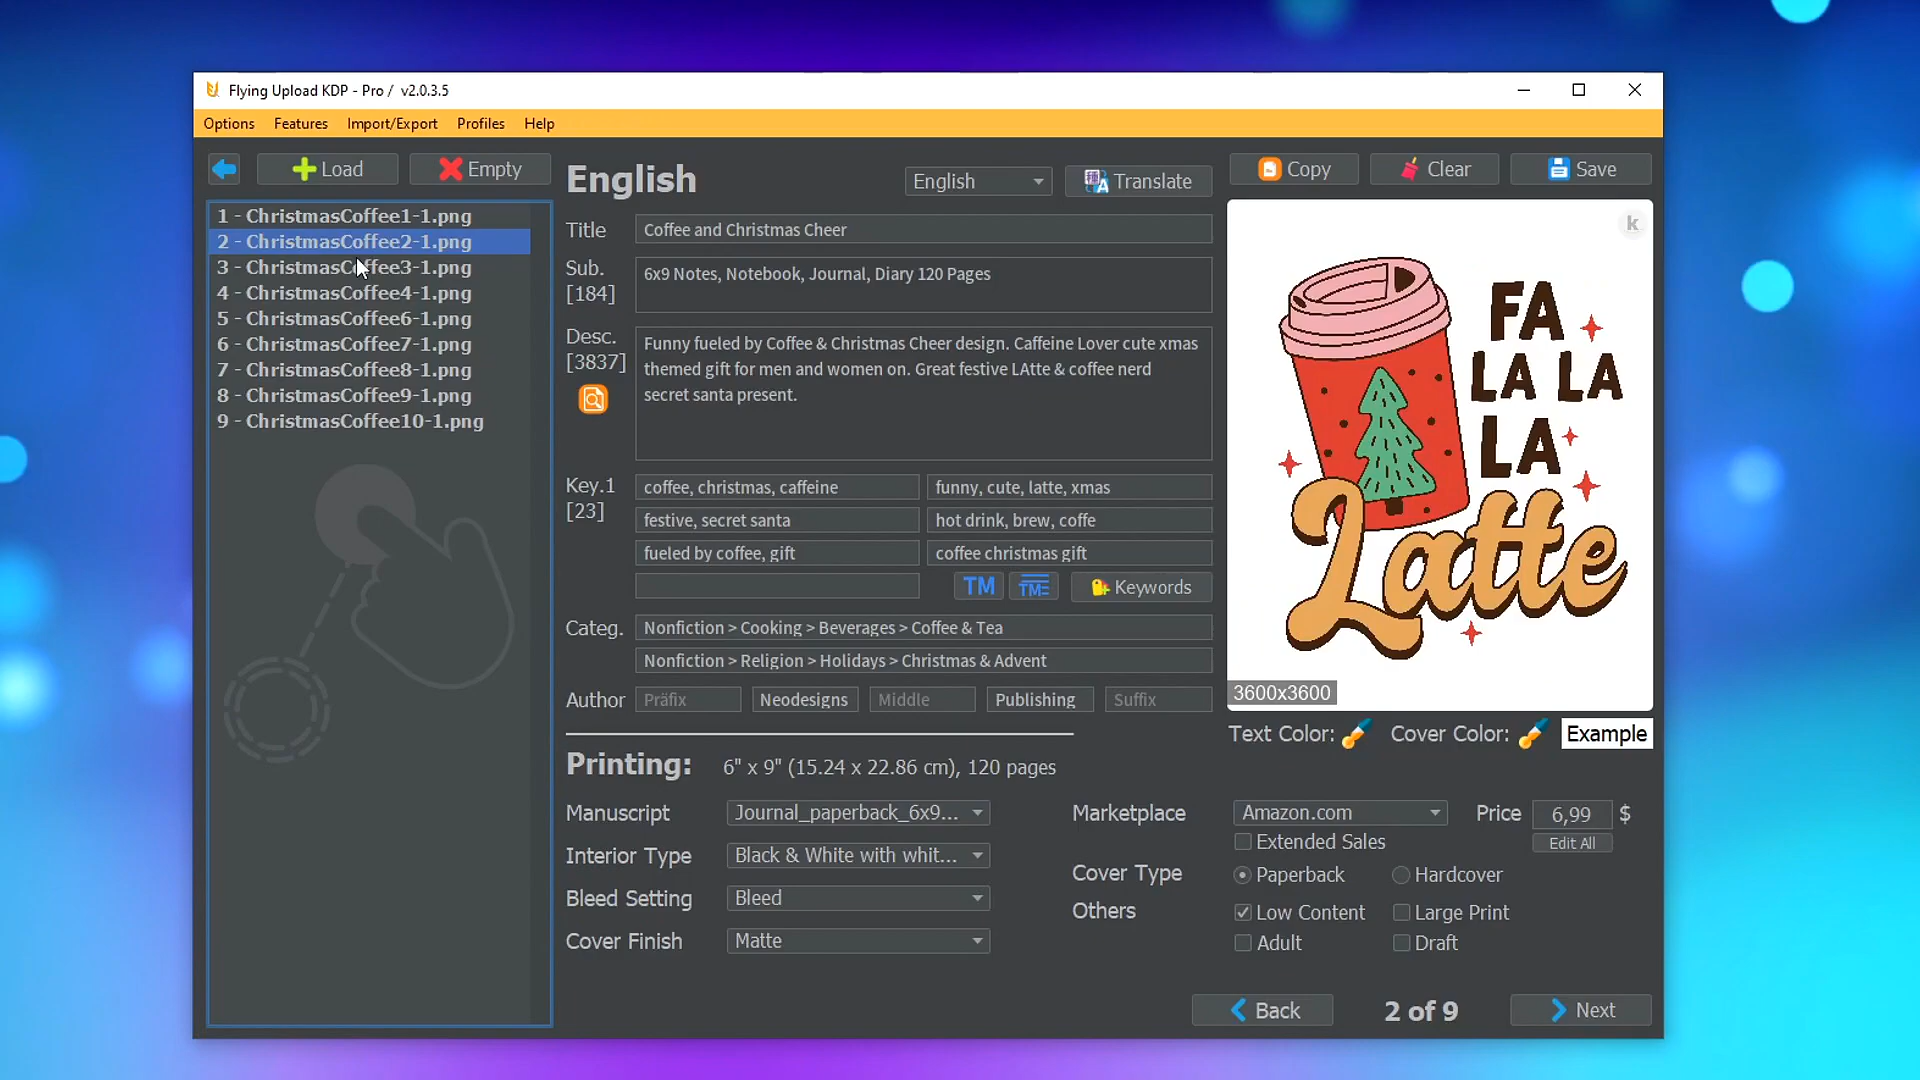 Flying Upload KDP - Pro / v2.0.3.5
Options Features Import/Export Profiles Help
Load Empty
English
English Translate
Copy Clear Save
1 - ChristmasCoffee1-1.png
2 - ChristmasCoffee2-1.png
3 - ChristmasCoffee3-1.png
4 - ChristmasCoffee4-1.png
5 - ChristmasCoffee6-1.png
6 - ChristmasCoffee7-1.png
7 - ChristmasCoffee8-1.png
8 - ChristmasCoffee9-1.png
9 - ChristmasCoffee10-1.png
Title Coffee and Christmas Cheer
Sub. 6x9 Notes, Notebook, Journal, Diary 120 Pages
[184]
Desc. Funny fueled by Coffee & Christmas Cheer design. Caffeine Lover cute xmas
[3837] themed gift for men and women on. Great festive LAtte & coffee nerd
secret santa present.
Key.1 coffee, christmas, caffeine funny, cute, latte, xmas
[23] festive, secret santa hot drink, brew, coffe
fueled by coffee, gift coffee christmas gift
TM TM Keywords
Categ. Nonfiction > Cooking > Beverages > Coffee & Tea
Nonfiction > Religion > Holidays > Christmas & Advent
Author Präfix Neodesigns Middle Publishing Suffix
k
FA
LA LA
LA
Latte
3600x3600
Text Color: Cover Color: Example
Printing: 6" x 9" (15.24 x 22.86 cm), 120 pages
Manuscript Journal_paperback_6x9...
Interior Type Black & White with whit...
Bleed Setting Bleed
Cover Finish Matte
Marketplace Amazon.com Price 6,99 $
Extended Sales Edit All
Cover Type Paperback Hardcover
Others Low Content Large Print
Adult Draft
Back 2 of 9 Next